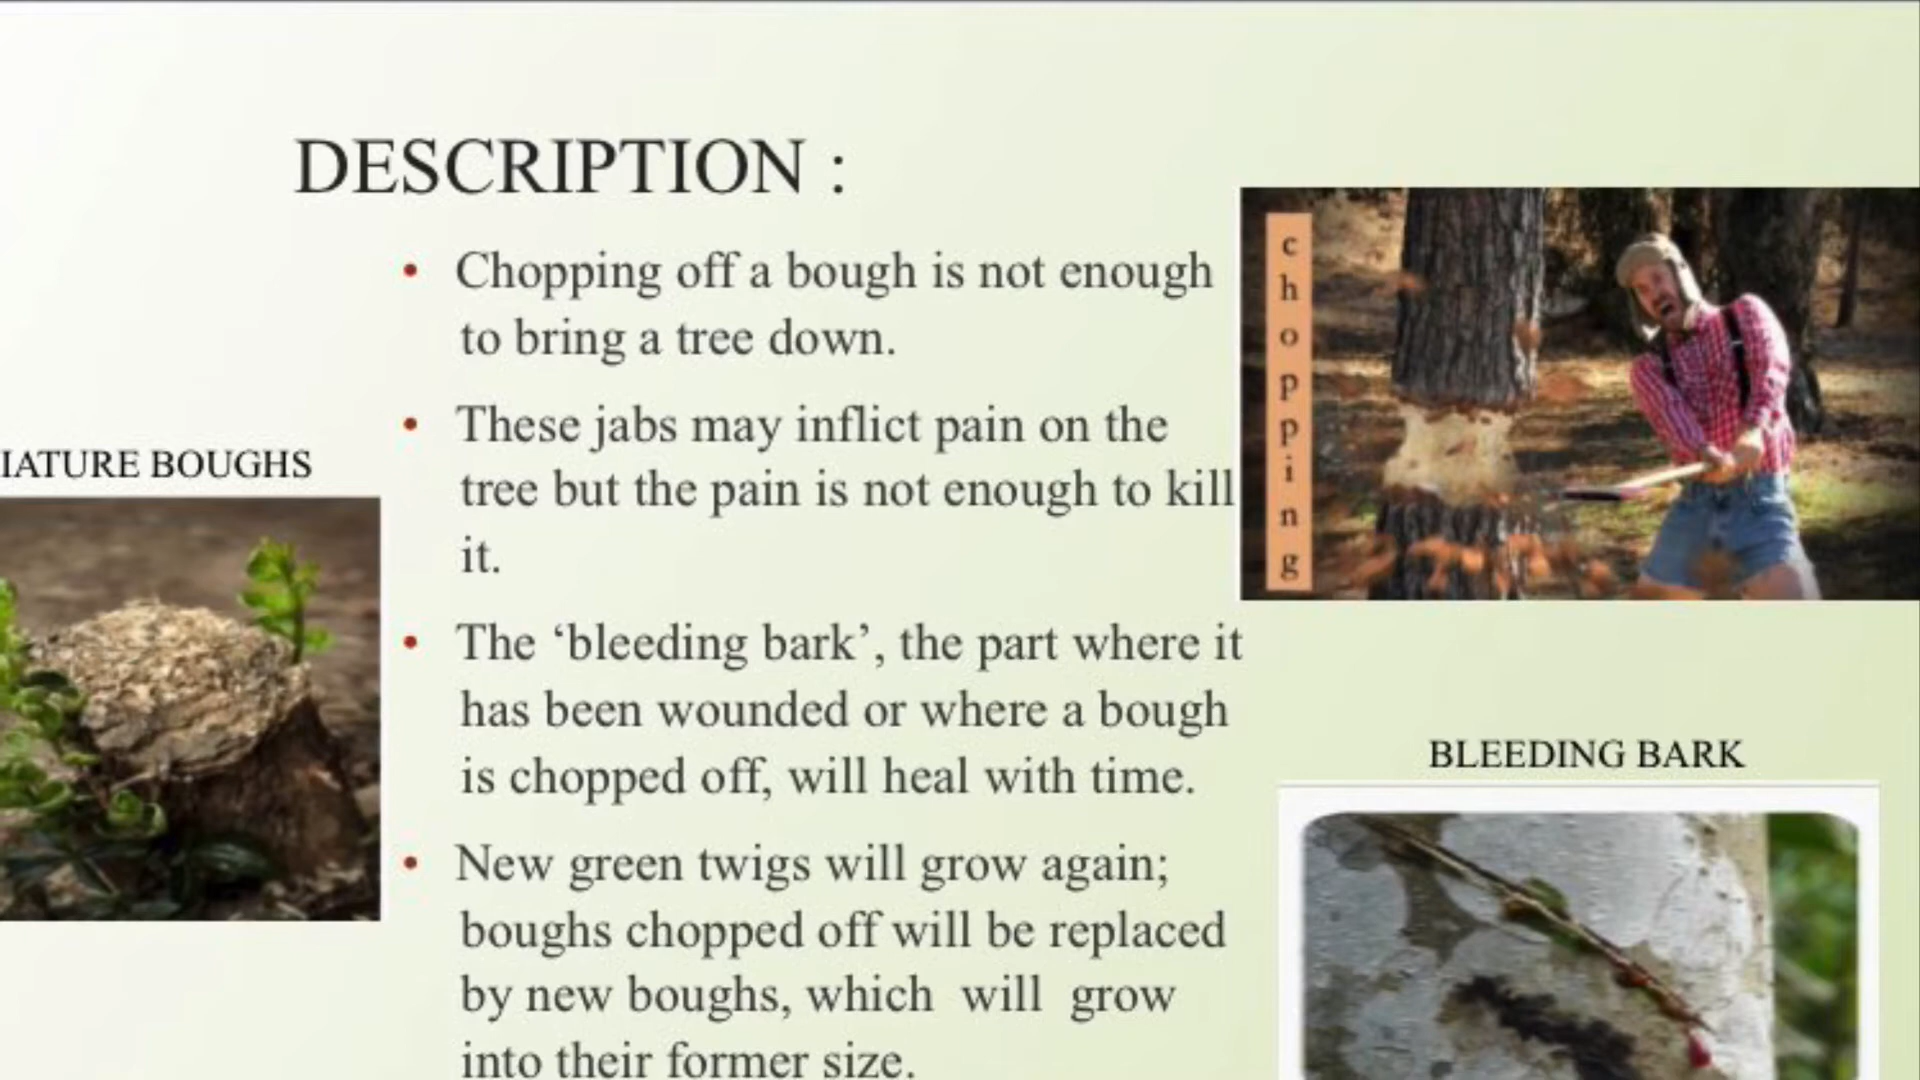 DESCRIPTION :
• Chopping off a bough is not enough
to bring a tree down.
• These jabs may inflict pain on the
tree but the pain is not enough to kill
it.
• The ‘bleeding bark’, the part where it
has been wounded or where a bough
is chopped off, will heal with time.
• New green twigs will grow again;
boughs chopped off will be replaced
by new boughs, which will grow
into their former size.
IATURE BOUGHS
chopping
BLEEDING BARK